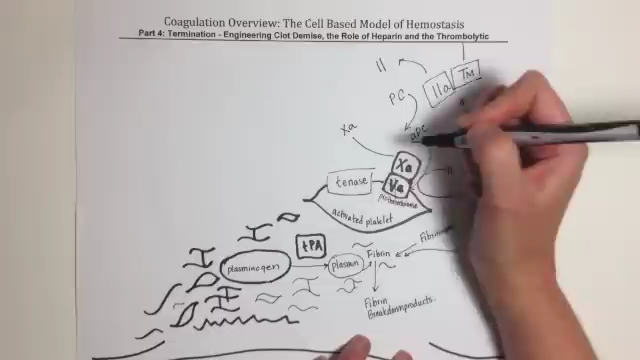 Coagulation Overview: The Cell Based Model of Hemostasis
Part 4: Termination - Engineering Clot Demise, the Role of Heparin and the Thrombolytic
II
IIa TM
PC
aPC
Xa
Xa
Va
tenase
prothrombinase
activated platelet
tPA
plasminogen
plasmin
Fibrin
Fibrin
Breakdown products.